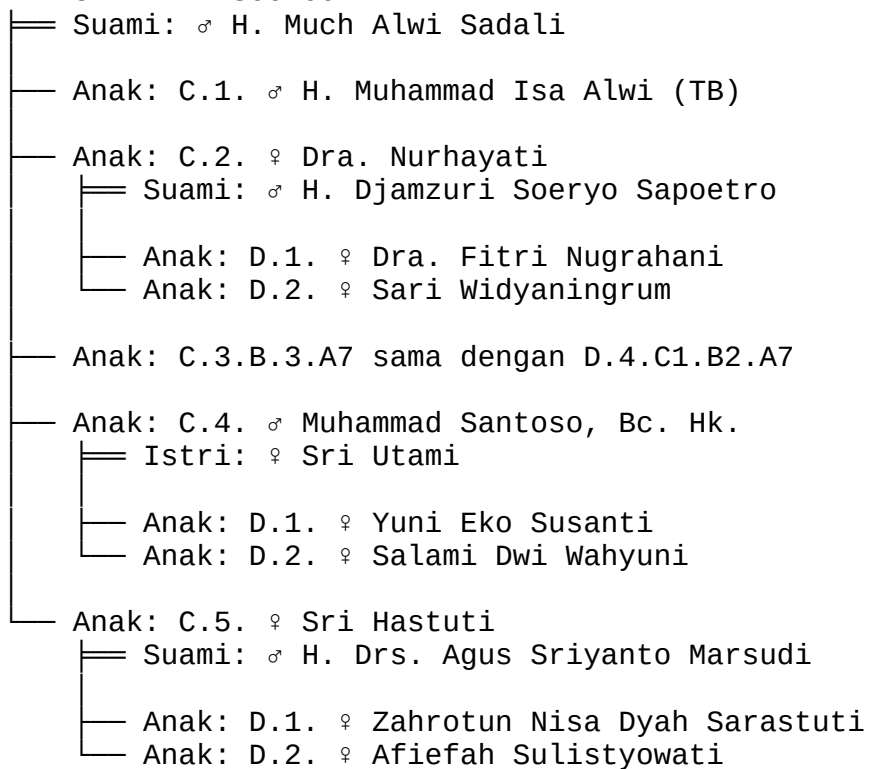 Suami: ♂ H. Much Alwi Sadali
Anak: C.1. ♂ H. Muhammad Isa Alwi (TB)
Anak: C.2. ♀ Dra. Nurhayati
Suami: ♂ H. Djamzuri Soeryo Sapoetro
Anak: D.1. ♀ Dra. Fitri Nugrahani
Anak: D.2. ♀ Sari Widyaningrum
Anak: C.3.B.3.A7 sama dengan D.4.C1.B2.A7
Anak: C.4. ♂ Muhammad Santoso, Bc. Hk.
Istri: ♀ Sri Utami
Anak: D.1. ♀ Yuni Eko Susanti
Anak: D.2. ♀ Salami Dwi Wahyuni
Anak: C.5. ♀ Sri Hastuti
Suami: ♂ H. Drs. Agus Sriyanto Marsudi
Anak: D.1. ♀ Zahrotun Nisa Dyah Sarastuti
Anak: D.2. ♀ Afiefah Sulistyowati